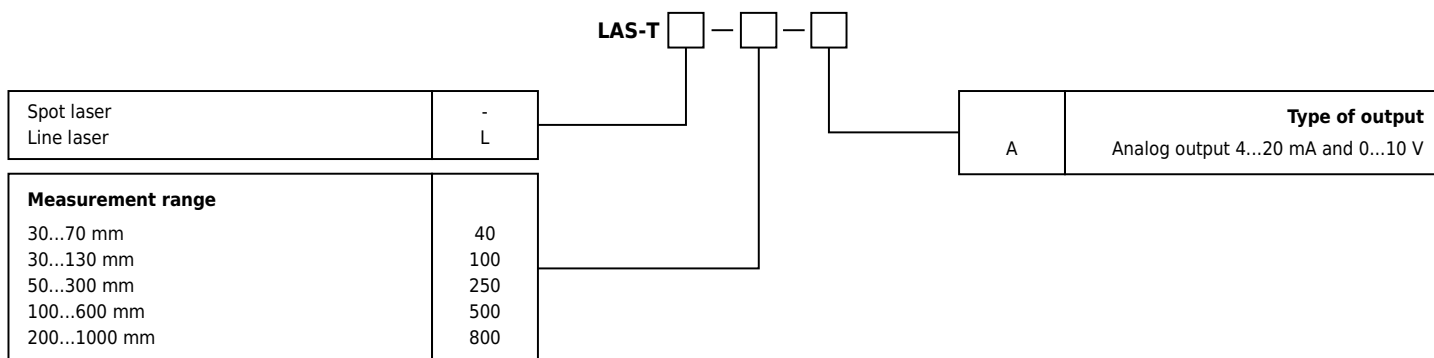 LAS-T — —
Spot laser -
Line laser L
Measurement range
30...70 mm 40
30...130 mm 100
50...300 mm 250
100...600 mm 500
200...1000 mm 800
Type of output
A Analog output 4...20 mA and 0...10 V